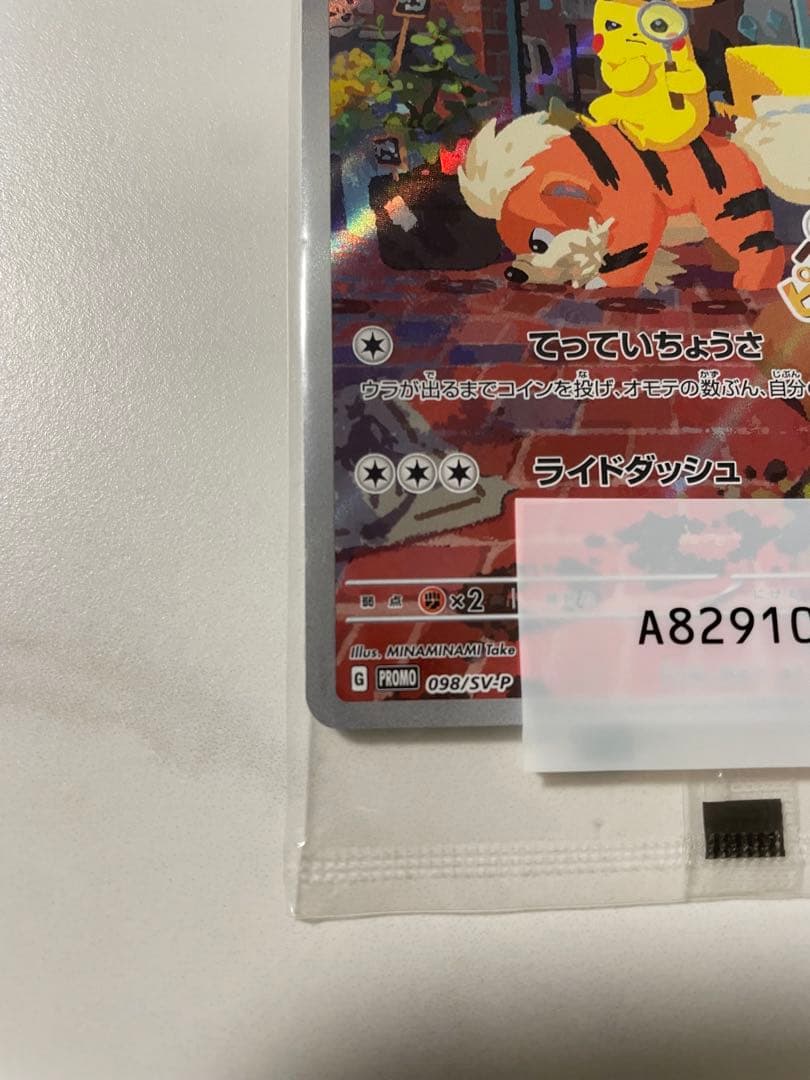 てっていちょうさ
ウラが出るまでコインを投げ、オモテの数ぶん、自分
ライドダッシュ
弱点 ×2
A82910
Illus. MINAMINAMI Take
G PROMO 098/SV-P